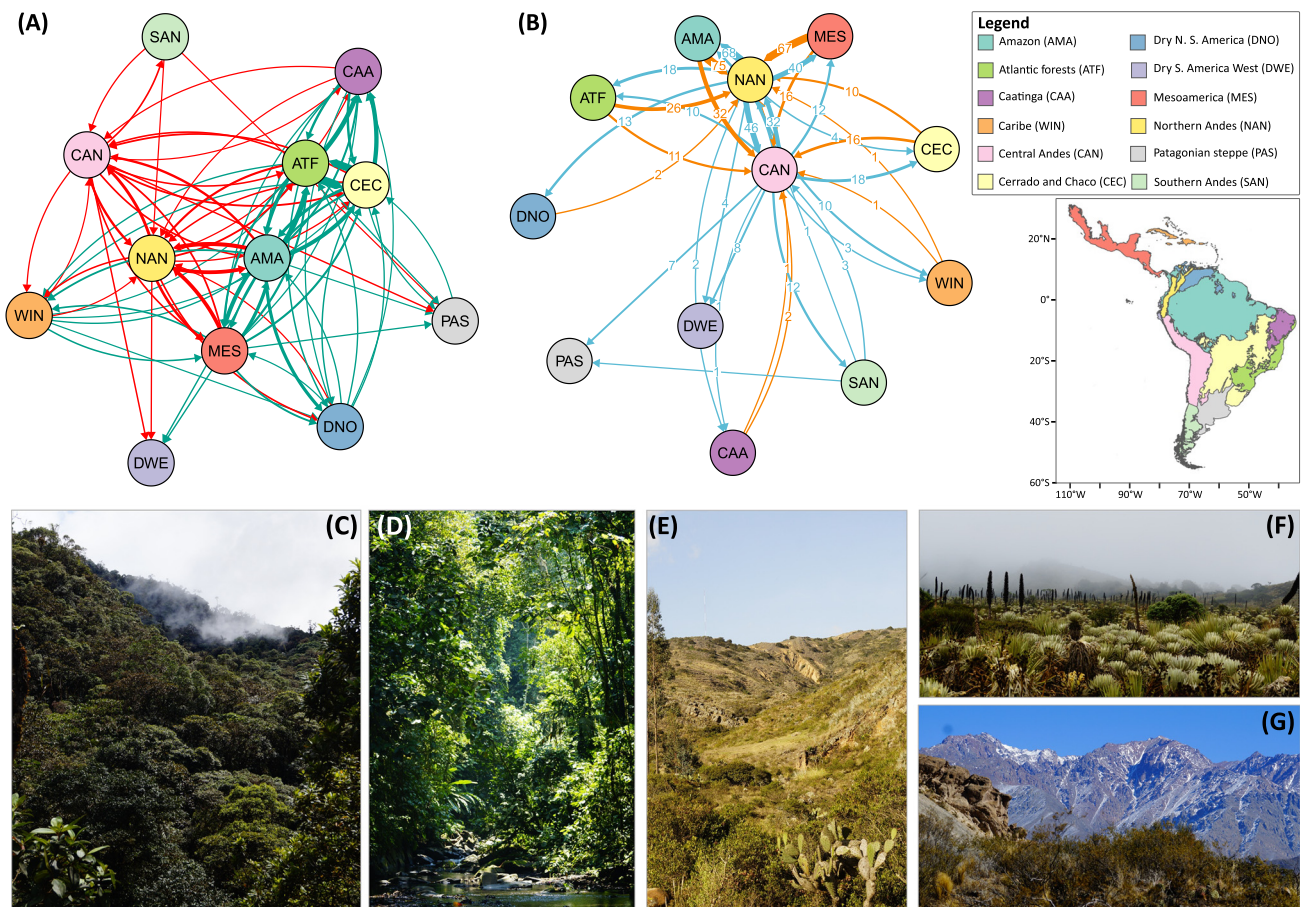 (A)
SAN
CAA
CAN
ATF
CEC
NAN
AMA
WIN
PAS
MES
DNO
DWE
(B)
AMA
MES
NAN
ATF
CEC
CAN
DNO
WIN
DWE
PAS
SAN
CAA
67
68
75
40
18
26
13
10
32
46
32
16
12
10
4
16
1
11
18
2
4
10
1
8
1
3
7
2
3
1
12
1
2
1
1
Legend
Amazon (AMA)
Atlantic forests (ATF)
Caatinga (CAA)
Caribe (WIN)
Central Andes (CAN)
Cerrado and Chaco (CEC)
Dry N. S. America (DNO)
Dry S. America West (DWE)
Mesoamerica (MES)
Northern Andes (NAN)
Patagonian steppe (PAS)
Southern Andes (SAN)
20°N
0°
20°S
40°S
60°S
110°W 90°W 70°W 50°W
(C)
(D)
(E)
(F)
(G)